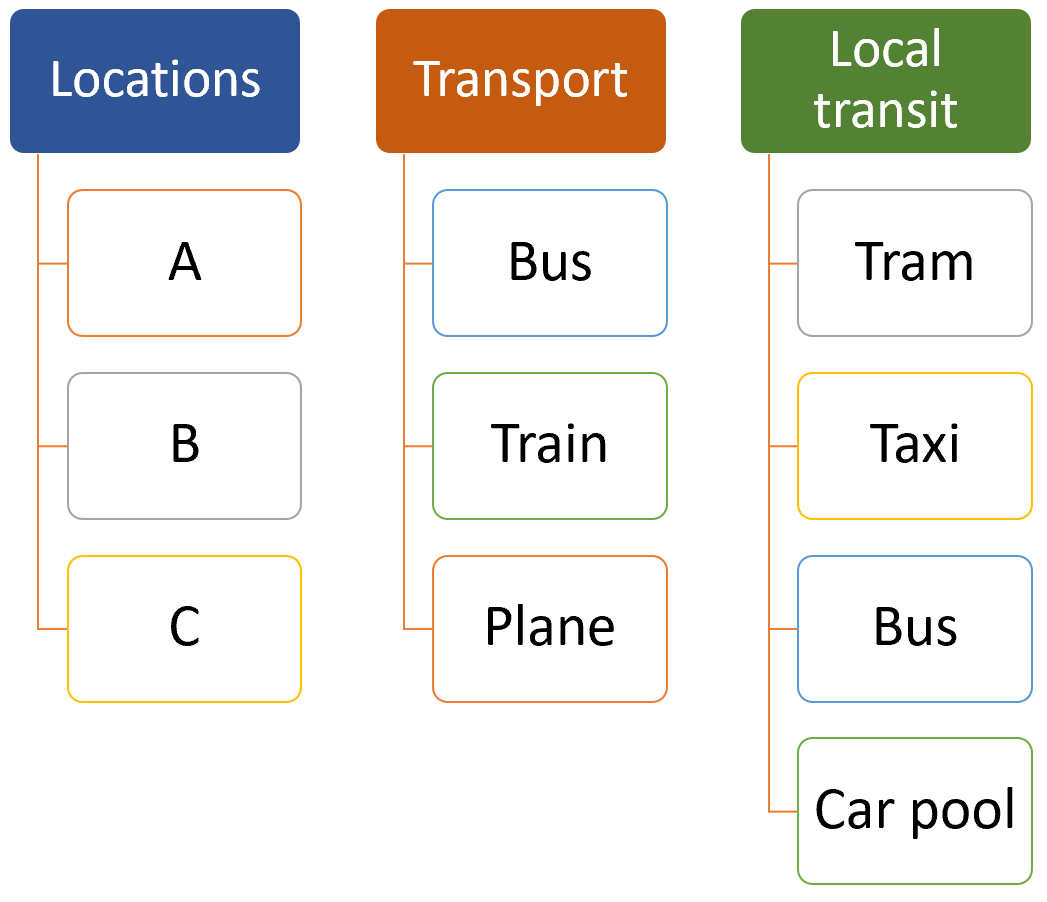 Locations
A
B
C
Transport
Bus
Train
Plane
Local
transit
Tram
Taxi
Bus
Car pool